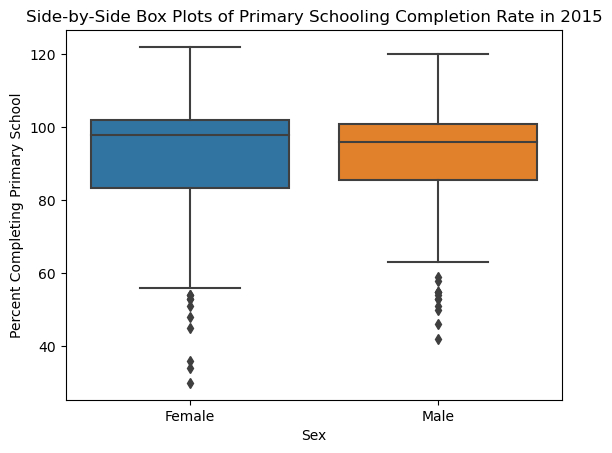 Side-by-Side Box Plots of Primary Schooling Completion Rate in 2015
120
100
80
60
40
Percent Completing Primary School
Female
Male
Sex